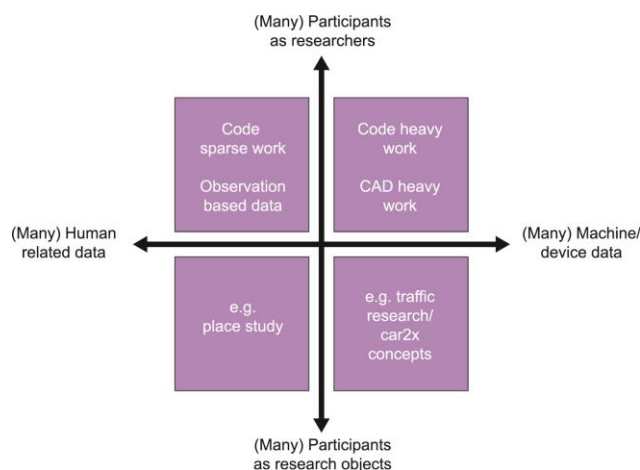 (Many) Participants
as researchers
Code
sparse work
Observation
based data
Code heavy
work
CAD heavy
work
(Many) Human
related data
(Many) Machine/
device data
e.g.
place study
e.g. traffic
research/
car2x
concepts
(Many) Participants
as research objects